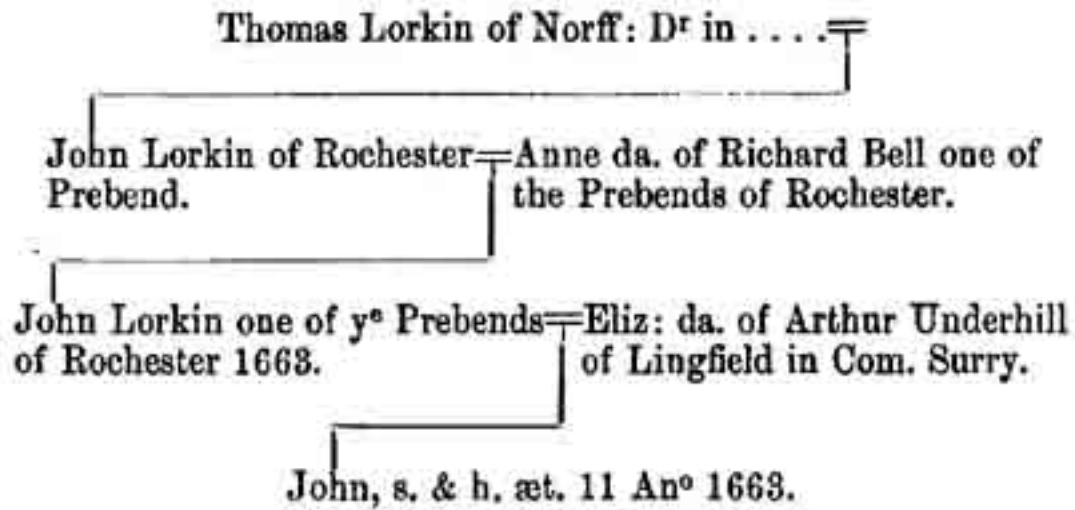 Thomas Lorkin of Norff: Dʳ in . . . .
John Lorkin of Rochester
Prebend.
Anne da. of Richard Bell one of
the Prebends of Rochester.
John Lorkin one of yᵉ Prebends
of Rochester 1663.
Eliz: da. of Arthur Underhill
of Lingfield in Com. Surry.
John, s. & h. æt. 11 Anᵒ 1663.